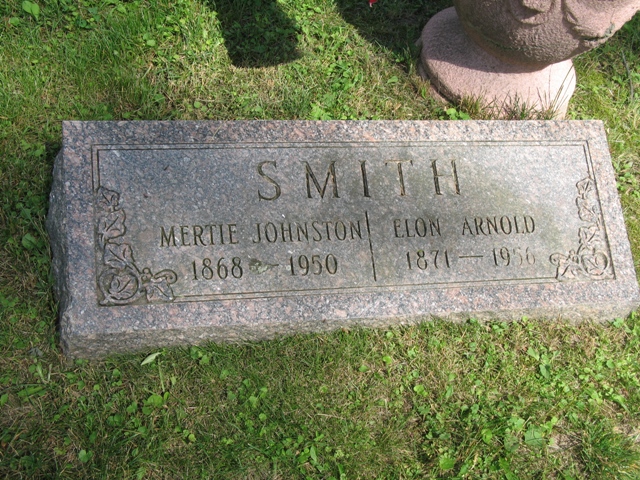 SMITH
MERTIE JOHNSTON ELON ARNOLD
1868 — 1950 1871 — 1956